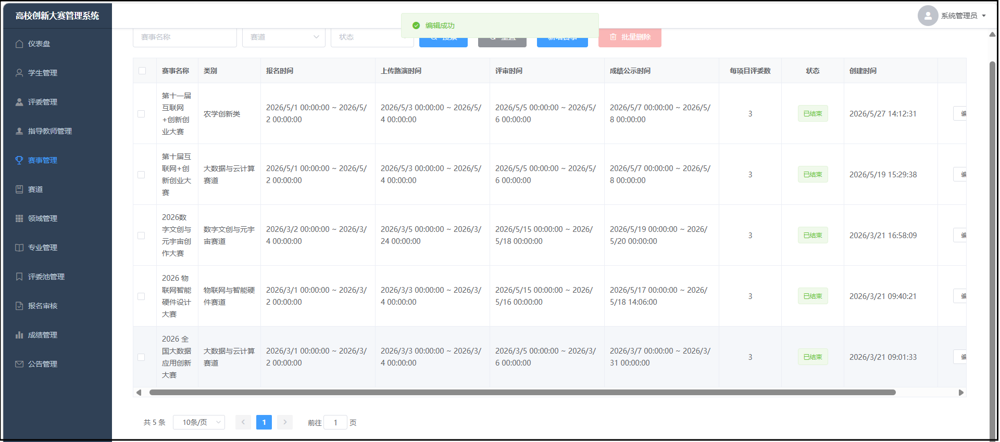 高校创新大赛管理系统
系统管理员
编辑成功
仪表盘
学生管理
评委管理
指导教师管理
赛事管理
赛道
领域管理
专业管理
评委池管理
报名审核
成绩管理
公告管理
赛事名称
赛道
状态
搜索
重置
新增赛事
批量删除
赛事名称 类别 报名时间 上传路演时间 评审时间 成绩公示时间 每项目评委数 状态 创建时间
第十一届
互联网
+创新创
业大赛
农学创新类
2026/5/1 00:00:00 ~ 2026/5/
2 00:00:00
2026/5/3 00:00:00 ~ 2026/5/
4 00:00:00
2026/5/5 00:00:00 ~ 2026/5/
6 00:00:00
2026/5/7 00:00:00 ~ 2026/5/
8 00:00:00
3
已结束
2026/5/27 14:12:31
编
第十届互
联网+创
新创业大
赛
大数据与云计算
赛道
2026/5/1 00:00:00 ~ 2026/5/
2 00:00:00
2026/5/3 00:00:00 ~ 2026/5/
4 00:00:00
2026/5/5 00:00:00 ~ 2026/5/
6 00:00:00
2026/5/7 00:00:00 ~ 2026/5/
8 00:00:00
3
已结束
2026/5/19 15:29:38
编
2026数
字文创与
元宇宙创
作大赛
数字文创与元宇
宙赛道
2026/3/2 00:00:00 ~ 2026/3/
4 00:00:00
2026/3/5 00:00:00 ~ 2026/3/
24 00:00:00
2026/5/15 00:00:00 ~ 2026/
5/18 00:00:00
2026/5/19 00:00:00 ~ 2026/
5/20 00:00:00
3
已结束
2026/3/21 16:58:09
编
2026 物
联网智能
硬件设计
大赛
物联网与智能硬
件赛道
2026/3/1 00:00:00 ~ 2026/3/
2 00:00:00
2026/3/3 00:00:00 ~ 2026/3/
4 00:00:00
2026/5/15 00:00:00 ~ 2026/
5/16 00:00:00
2026/5/17 00:00:00 ~ 2026/
5/18 14:06:00
3
已结束
2026/3/21 09:40:21
编
2026 全
国大数据
应用创新
大赛
大数据与云计算
赛道
2026/3/1 00:00:00 ~ 2026/3/
2 00:00:00
2026/3/3 00:00:00 ~ 2026/3/
4 00:00:00
2026/3/5 00:00:00 ~ 2026/3/
6 00:00:00
2026/3/7 00:00:00 ~ 2026/3/
31 00:00:00
3
已结束
2026/3/21 09:01:33
编
共 5 条 10条/页 1 前往 1 页